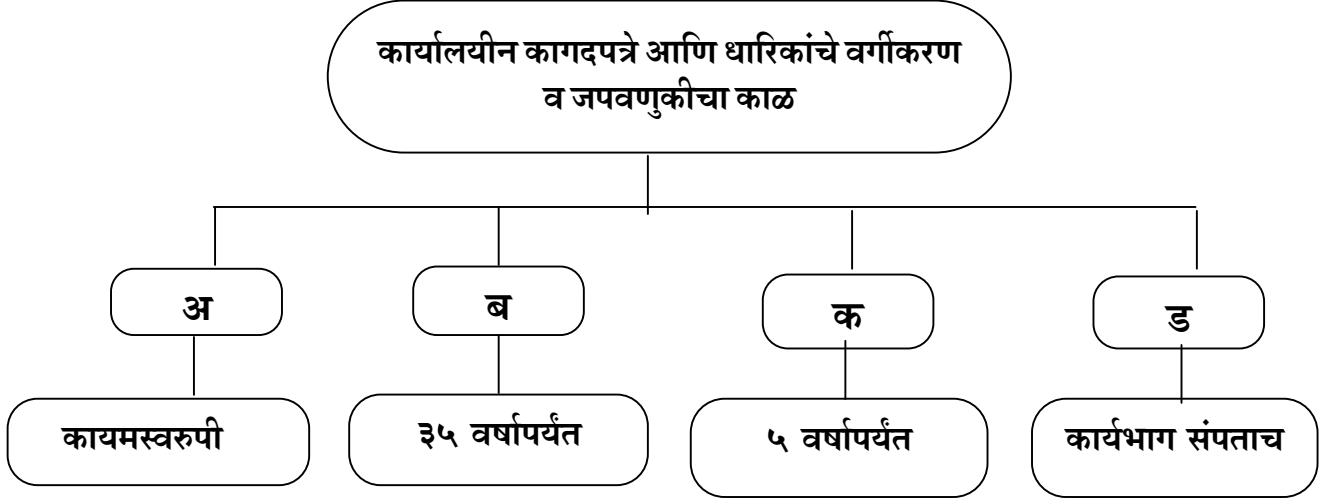 कार्यालयीन कागदपत्रे आणि धारिकांचे वर्गीकरण
व जपवणुकीचा काळ
अ
ब
क
ड
कायमस्वरुपी
३५ वर्षापर्यंत
५ वर्षापर्यंत
कार्यभाग संपताच